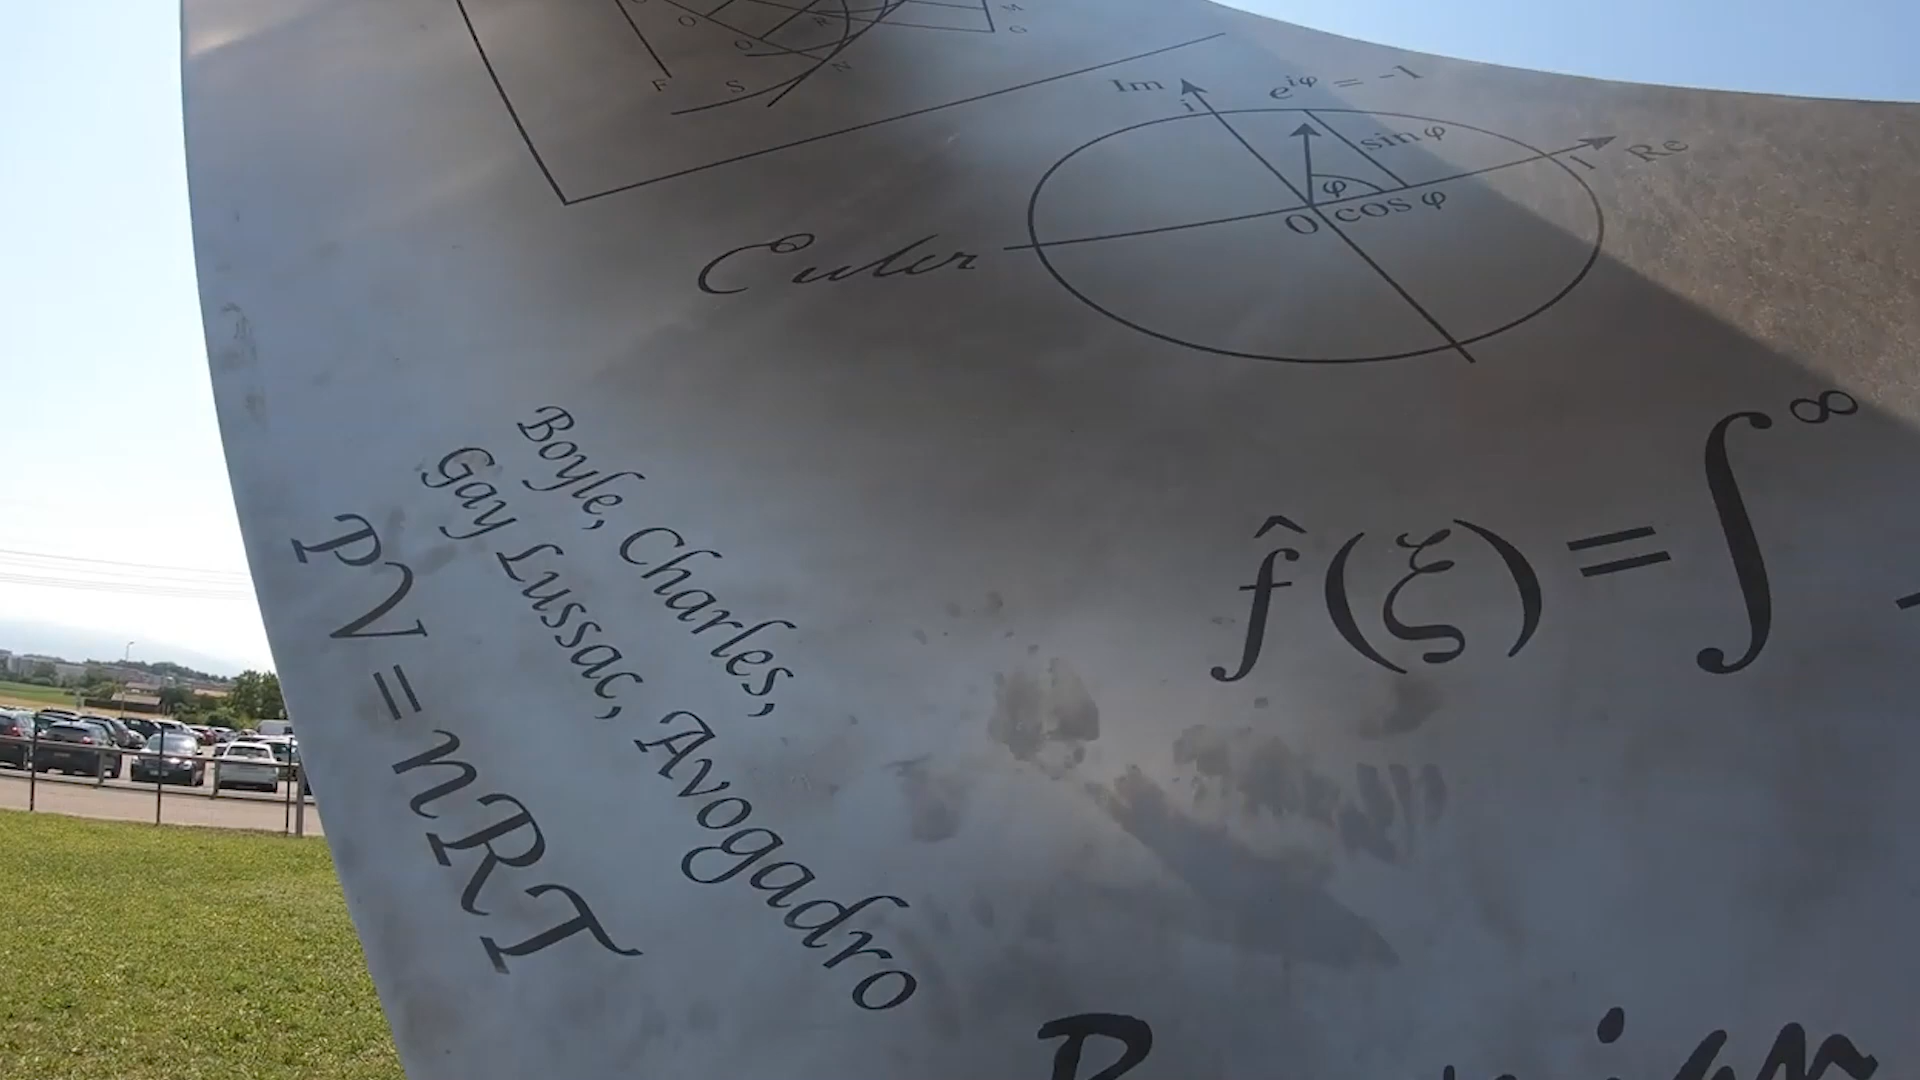 F S N
M
G
Im
i
e^{iφ} = -1
sin φ
1
Re
φ
0
cos φ
Euler
Boyle, Charles,
Gay Lussac, Avogadro
PV = nRT
f̂(ξ) = ∫^∞